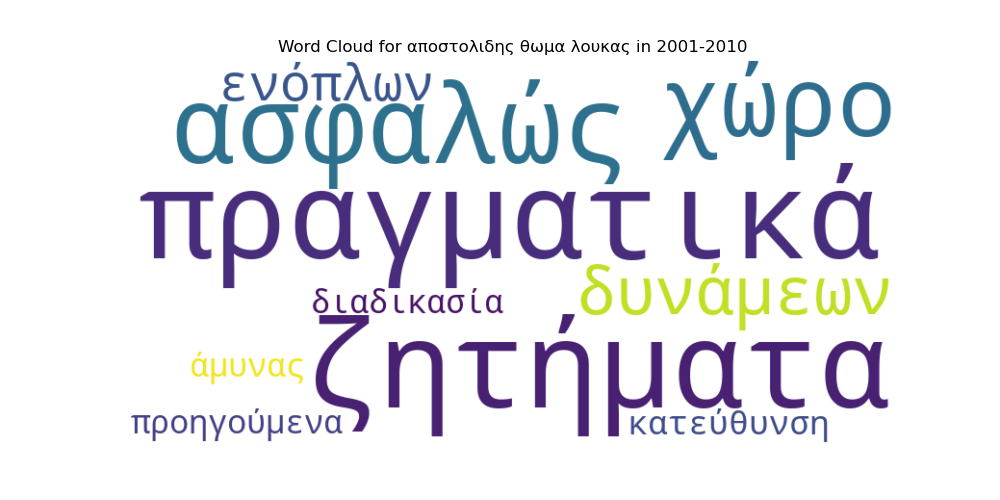 Word Cloud for αποστολιδης θωμα λουκας in 2001-2010
ενόπλων
ασφαλώς χώρο
πραγματικά
διαδικασία δυνάμεων
ζητήματα
άμυνας
προηγούμενα κατεύθυνση